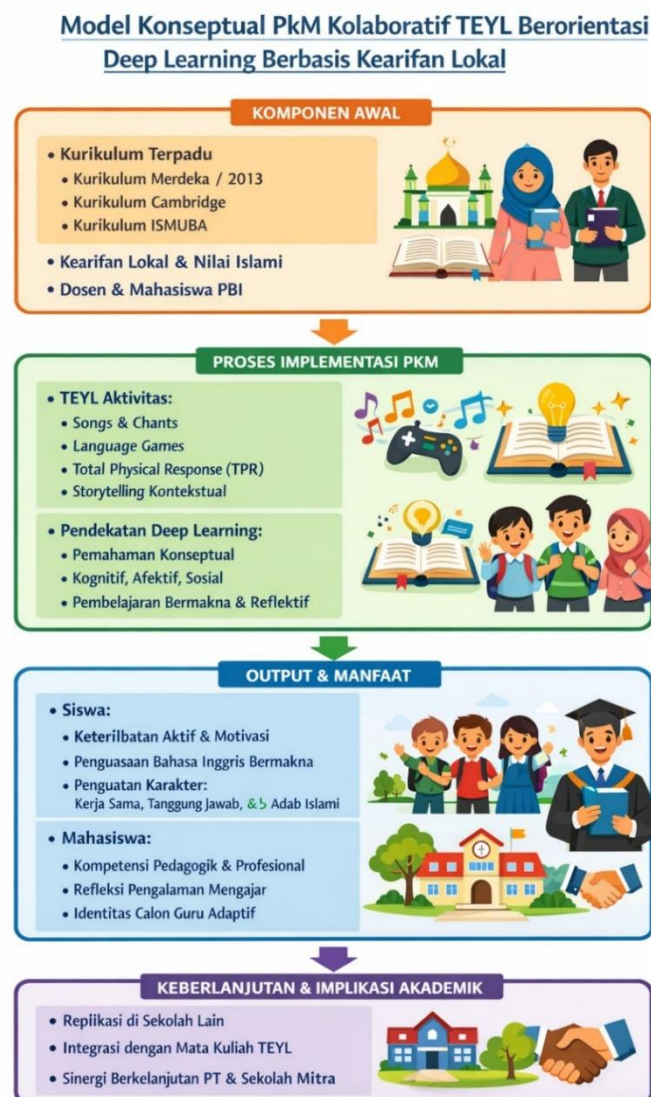 Model Konseptual PkM Kolaboratif TEYL Berorientasi
Deep Learning Berbasis Kearifan Lokal
KOMPONEN AWAL
• Kurikulum Terpadu
• Kurikulum Merdeka / 2013
• Kurikulum Cambridge
• Kurikulum ISMUBA
• Kearifan Lokal & Nilai Islami
• Dosen & Mahasiswa PBI
PROSES IMPLEMENTASI PKM
• TEYL Aktivitas:
• Songs & Chants
• Language Games
• Total Physical Response (TPR)
• Storytelling Kontekstual
• Pendekatan Deep Learning:
• Pemahaman Konseptual
• Kognitif, Afektif, Sosial
• Pembelajaran Bermakna & Reflektif
OUTPUT & MANFAAT
• Siswa:
• Keterilbatan Aktif & Motivasi
• Penguasaan Bahasa Inggris Bermakna
• Penguatan Karakter:
Kerja Sama, Tanggung Jawab, &5 Adab Islami
• Mahasiswa:
• Kompetensi Pedagogik & Profesional
• Refleksi Pengalaman Mengajar
• Identitas Calon Guru Adaptif
KEBERLANJUTAN & IMPLIKASI AKADEMIK
• Replikasi di Sekolah Lain
• Integrasi dengan Mata Kuliah TEYL
• Sinergi Berkelanjutan PT & Sekolah Mitra